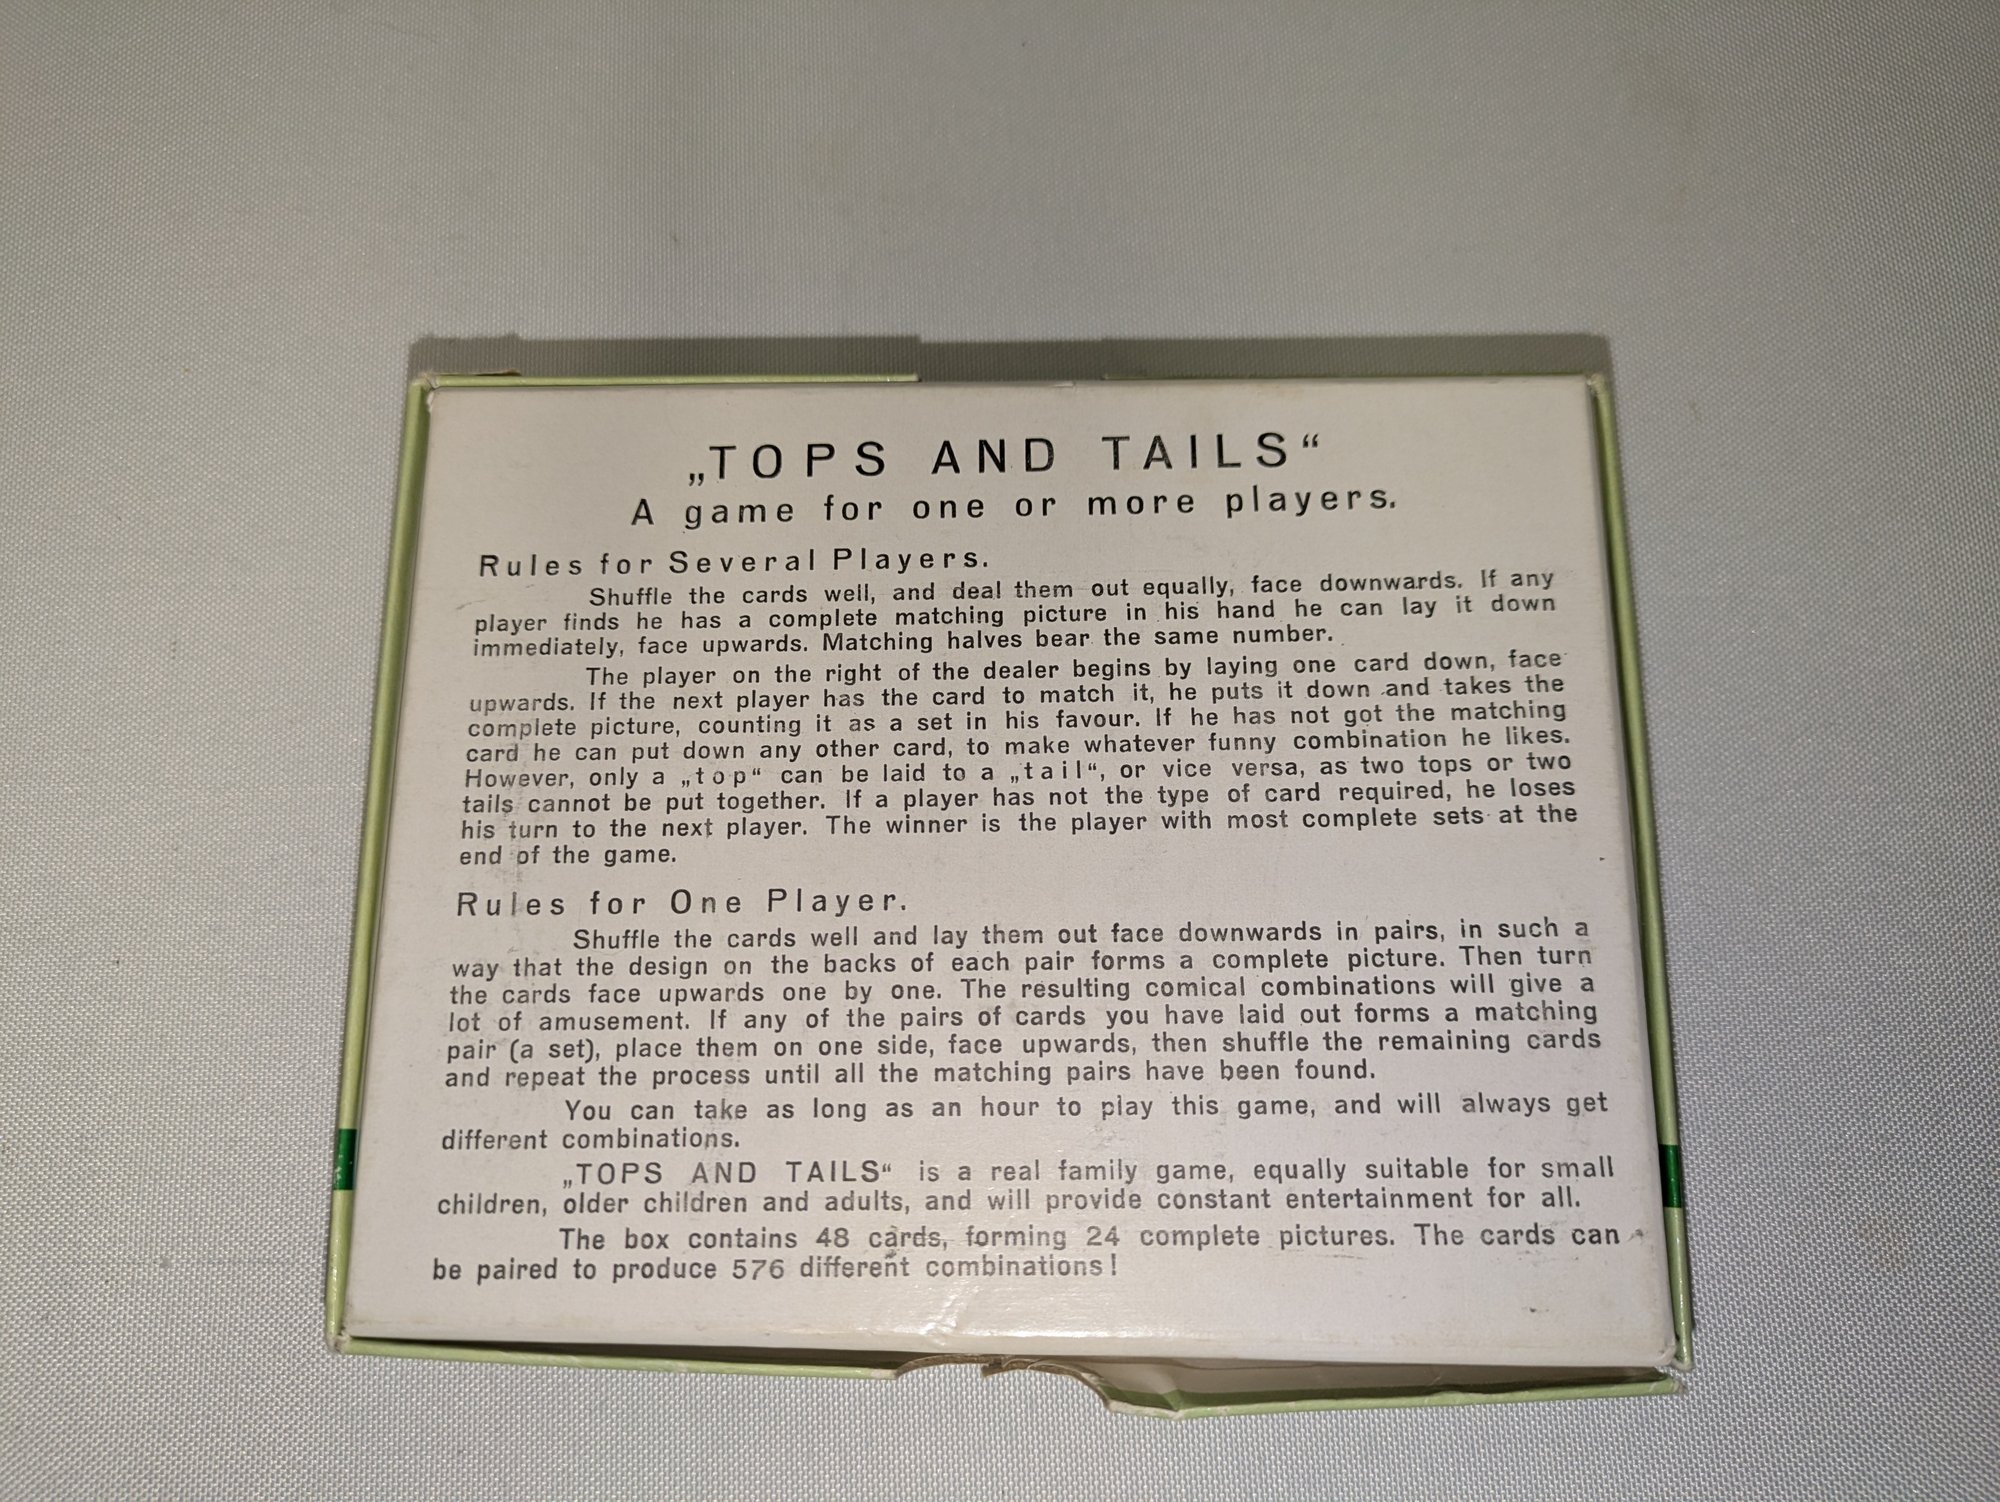 „TOPS AND TAILS“
A game for one or more players.
Rules for Several Players.
Shuffle the cards well, and deal them out equally, face downwards. If any
player finds he has a complete matching picture in his hand he can lay it down
immediately, face upwards. Matching halves bear the same number.
The player on the right of the dealer begins by laying one card down, face
upwards. If the next player has the card to match it, he puts it down and takes the
complete picture, counting it as a set in his favour. If he has not got the matching
card he can put down any other card, to make whatever funny combination he likes.
However, only a „top“ can be laid to a „tail“, or vice versa, as two tops or two
tails cannot be put together. If a player has not the type of card required, he loses
his turn to the next player. The winner is the player with most complete sets at the
end of the game.
Rules for One Player.
Shuffle the cards well and lay them out face downwards in pairs, in such a
way that the design on the backs of each pair forms a complete picture. Then turn
the cards face upwards one by one. The resulting comical combinations will give a
lot of amusement. If any of the pairs of cards you have laid out forms a matching
pair (a set), place them on one side, face upwards, then shuffle the remaining cards
and repeat the process until all the matching pairs have been found.
You can take as long as an hour to play this game, and will always get
different combinations.
„TOPS AND TAILS“ is a real family game, equally suitable for small
children, older children and adults, and will provide constant entertainment for all.
The box contains 48 cards, forming 24 complete pictures. The cards can
be paired to produce 576 different combinations!